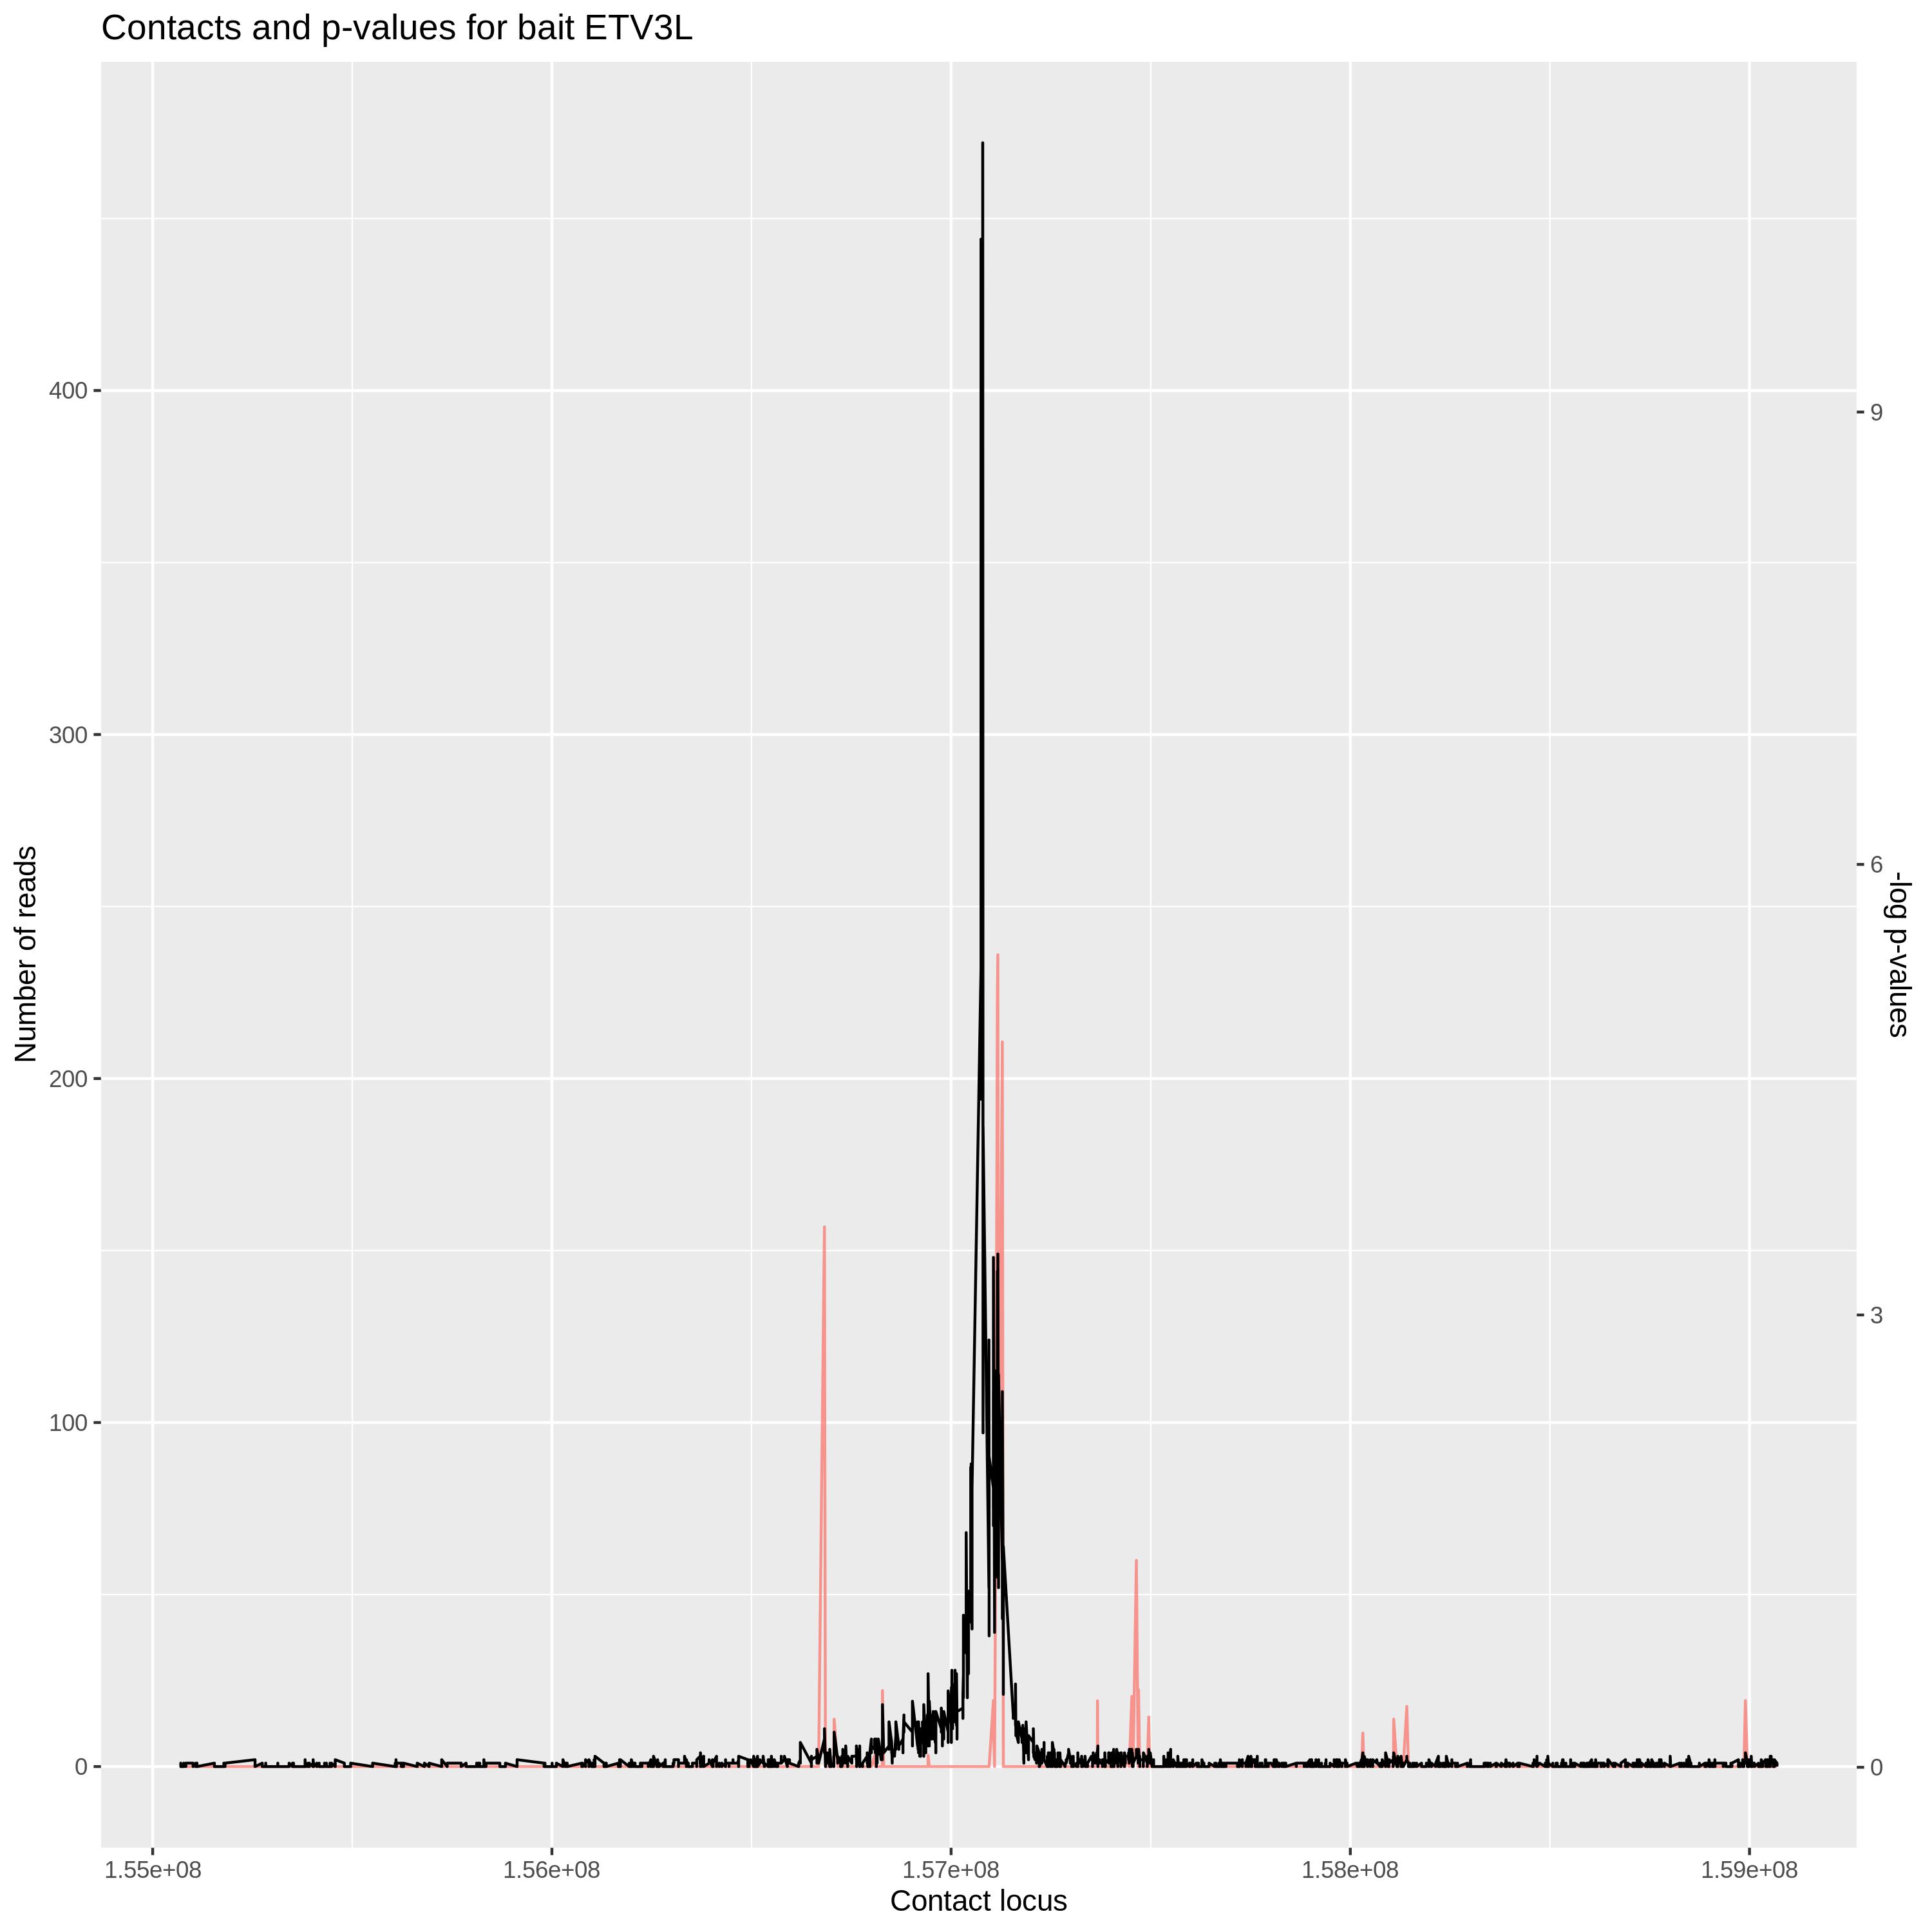 Contacts and p-values for bait ETV3L
Number of reads
400
300
200
100
0
9
6
3
0
-log p-values
1.55e+08
1.56e+08
1.57e+08
1.58e+08
1.59e+08
Contact locus